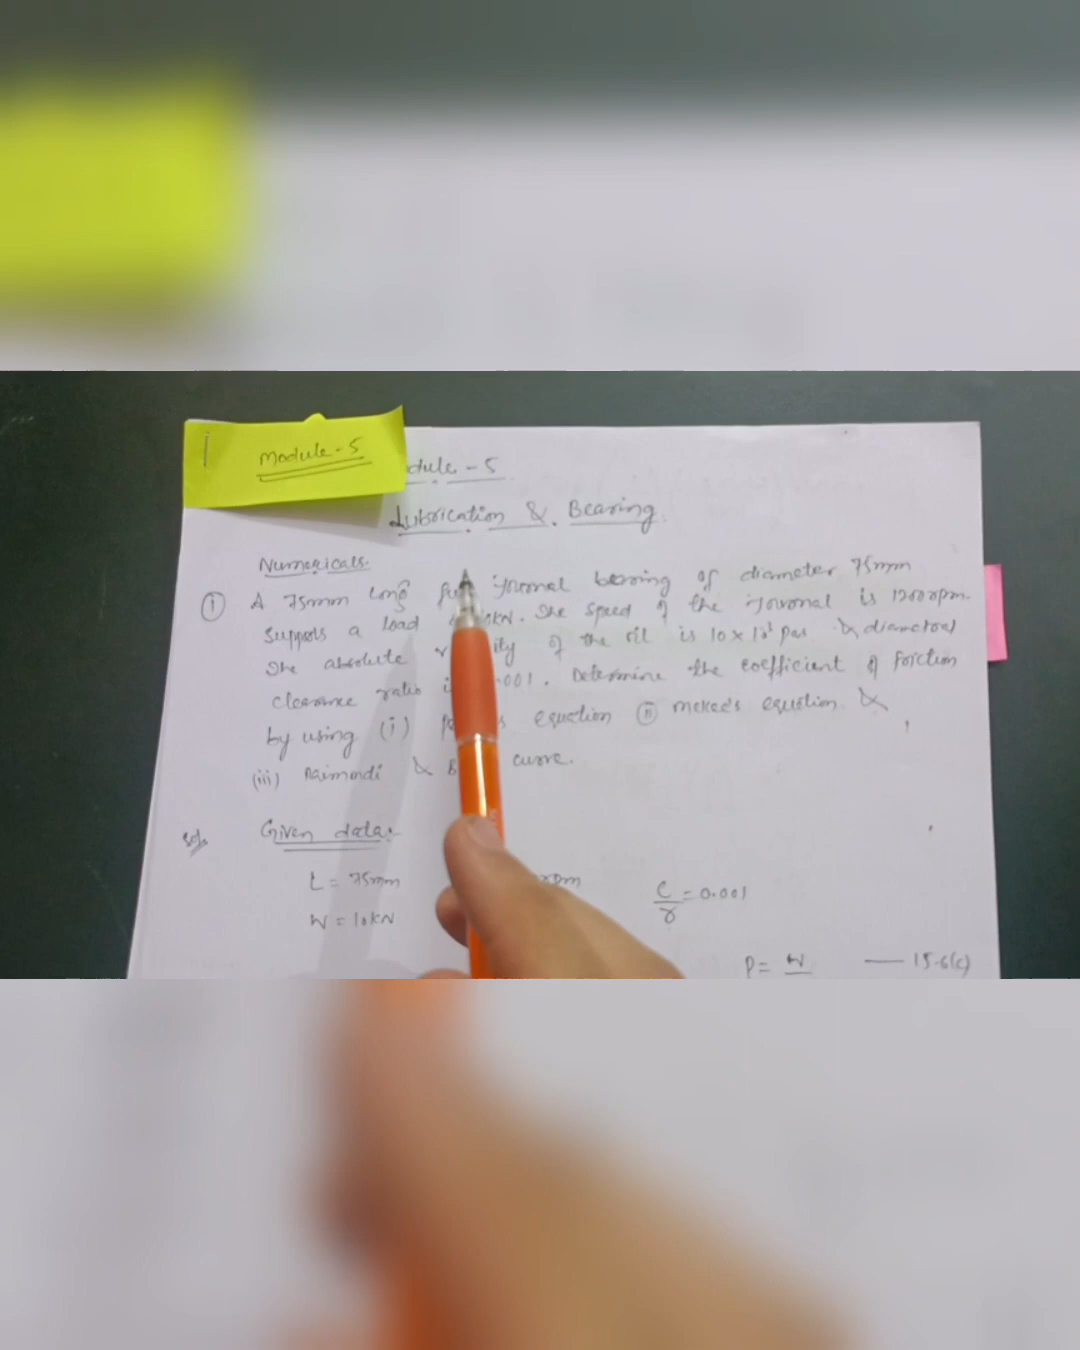 Module-5
dule - 5
Lubrication & Bearing
Numericals.
① A 75mm long Journal bearing of diameter 75mm
Supports a load kN. The speed of the Journal is 1200rpm.
The absolute ity of the oil is 10 x 10³ pas & diametral
clearance ratio i .001. Determine the coefficient of friction
by using (i) s equation ⓘⓘ mckee's equation &
(iii) Raimondi & B curve.
Sol. Given data:
L = 75mm rpm C/r = 0.001
W = 10kN
P = W — 15.6(c)